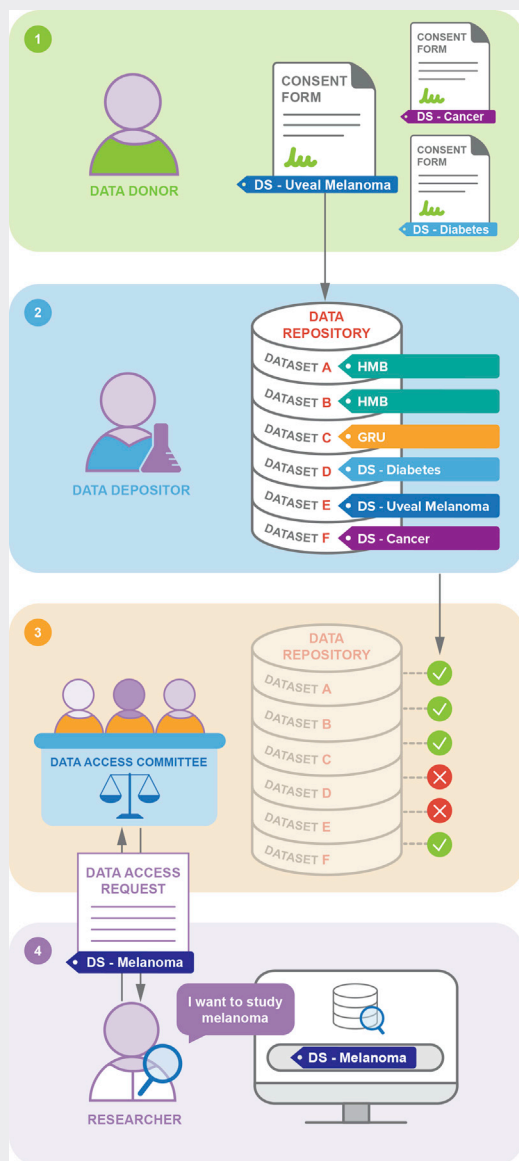 1
CONSENT
FORM
DS - Uveal Melanoma
CONSENT
FORM
DS - Cancer
CONSENT
FORM
DS - Diabetes
DATA DONOR
2
DATA
REPOSITORY
DATASET A
HMB
DATASET B
HMB
DATASET C
GRU
DATASET D
DS - Diabetes
DATASET E
DS - Uveal Melanoma
DATASET F
DS - Cancer
DATA DEPOSITOR
3
DATA ACCESS COMMITTEE
DATA
REPOSITORY
DATASET A
DATASET B
DATASET C
DATASET D
DATASET E
DATASET F
DATA ACCESS
REQUEST
DS - Melanoma
4
I want to study
melanoma
RESEARCHER
DS - Melanoma